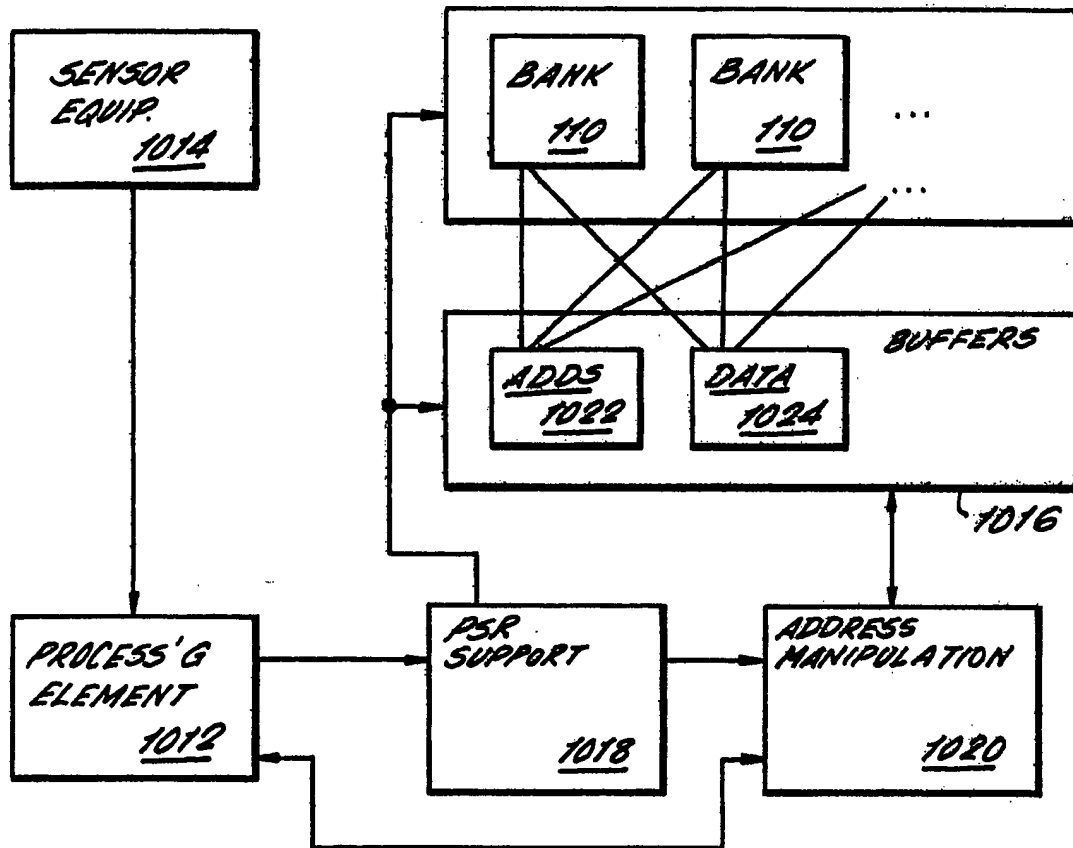 SENSOR
EQUIP.
1014
BANK
110
BANK
110
...
...
BUFFERS
ADDS
1022
DATA
1024
1016
PROCESS'G
ELEMENT
1012
PSR
SUPPORT
1018
ADDRESS
MANIPULATION
1020